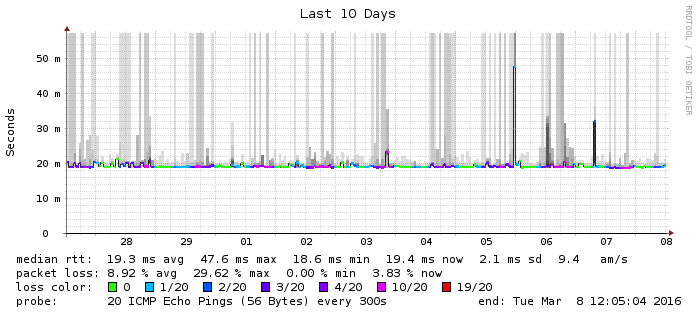 Last 10 Days
RRDTOOL / TOBI OETIKER
Seconds
50 m
40 m
30 m
20 m
10 m
0
28 29 01 02 03 04 05 06 07 08
median rtt: 19.3 ms avg 47.6 ms max 18.6 ms min 19.4 ms now 2.1 ms sd 9.4 am/s
packet loss: 8.92 % avg 29.62 % max 0.00 % min 3.83 % now
loss color: 0 1/20 2/20 3/20 4/20 10/20 19/20
probe: 20 ICMP Echo Pings (56 Bytes) every 300s end: Tue Mar 8 12:05:04 2016